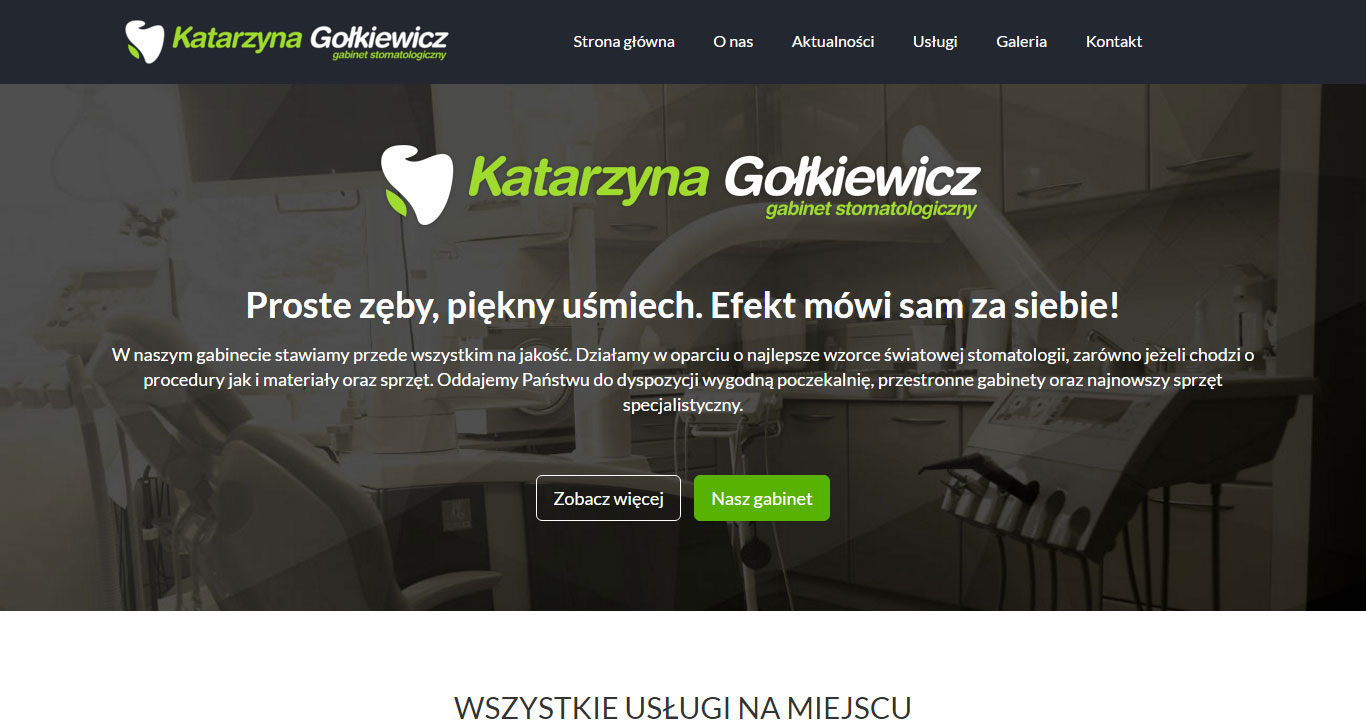 Katarzyna Gołkiewicz
gabinet stomatologiczny
Strona główna O nas Aktualności Usługi Galeria Kontakt
Katarzyna Gołkiewicz
gabinet stomatologiczny
Proste zęby, piękny uśmiech. Efekt mówi sam za siebie!
W naszym gabinecie stawiamy przede wszystkim na jakość. Działamy w oparciu o najlepsze wzorce światowej stomatologii, zarówno jeżeli chodzi o
procedury jak i materiały oraz sprzęt. Oddajemy Państwu do dyspozycji wygodną poczekalnię, przestronne gabinety oraz najnowszy sprzęt
specjalistyczny.
Zobacz więcej Nasz gabinet
WSZYSTKIE USŁUGI NA MIEJSCU